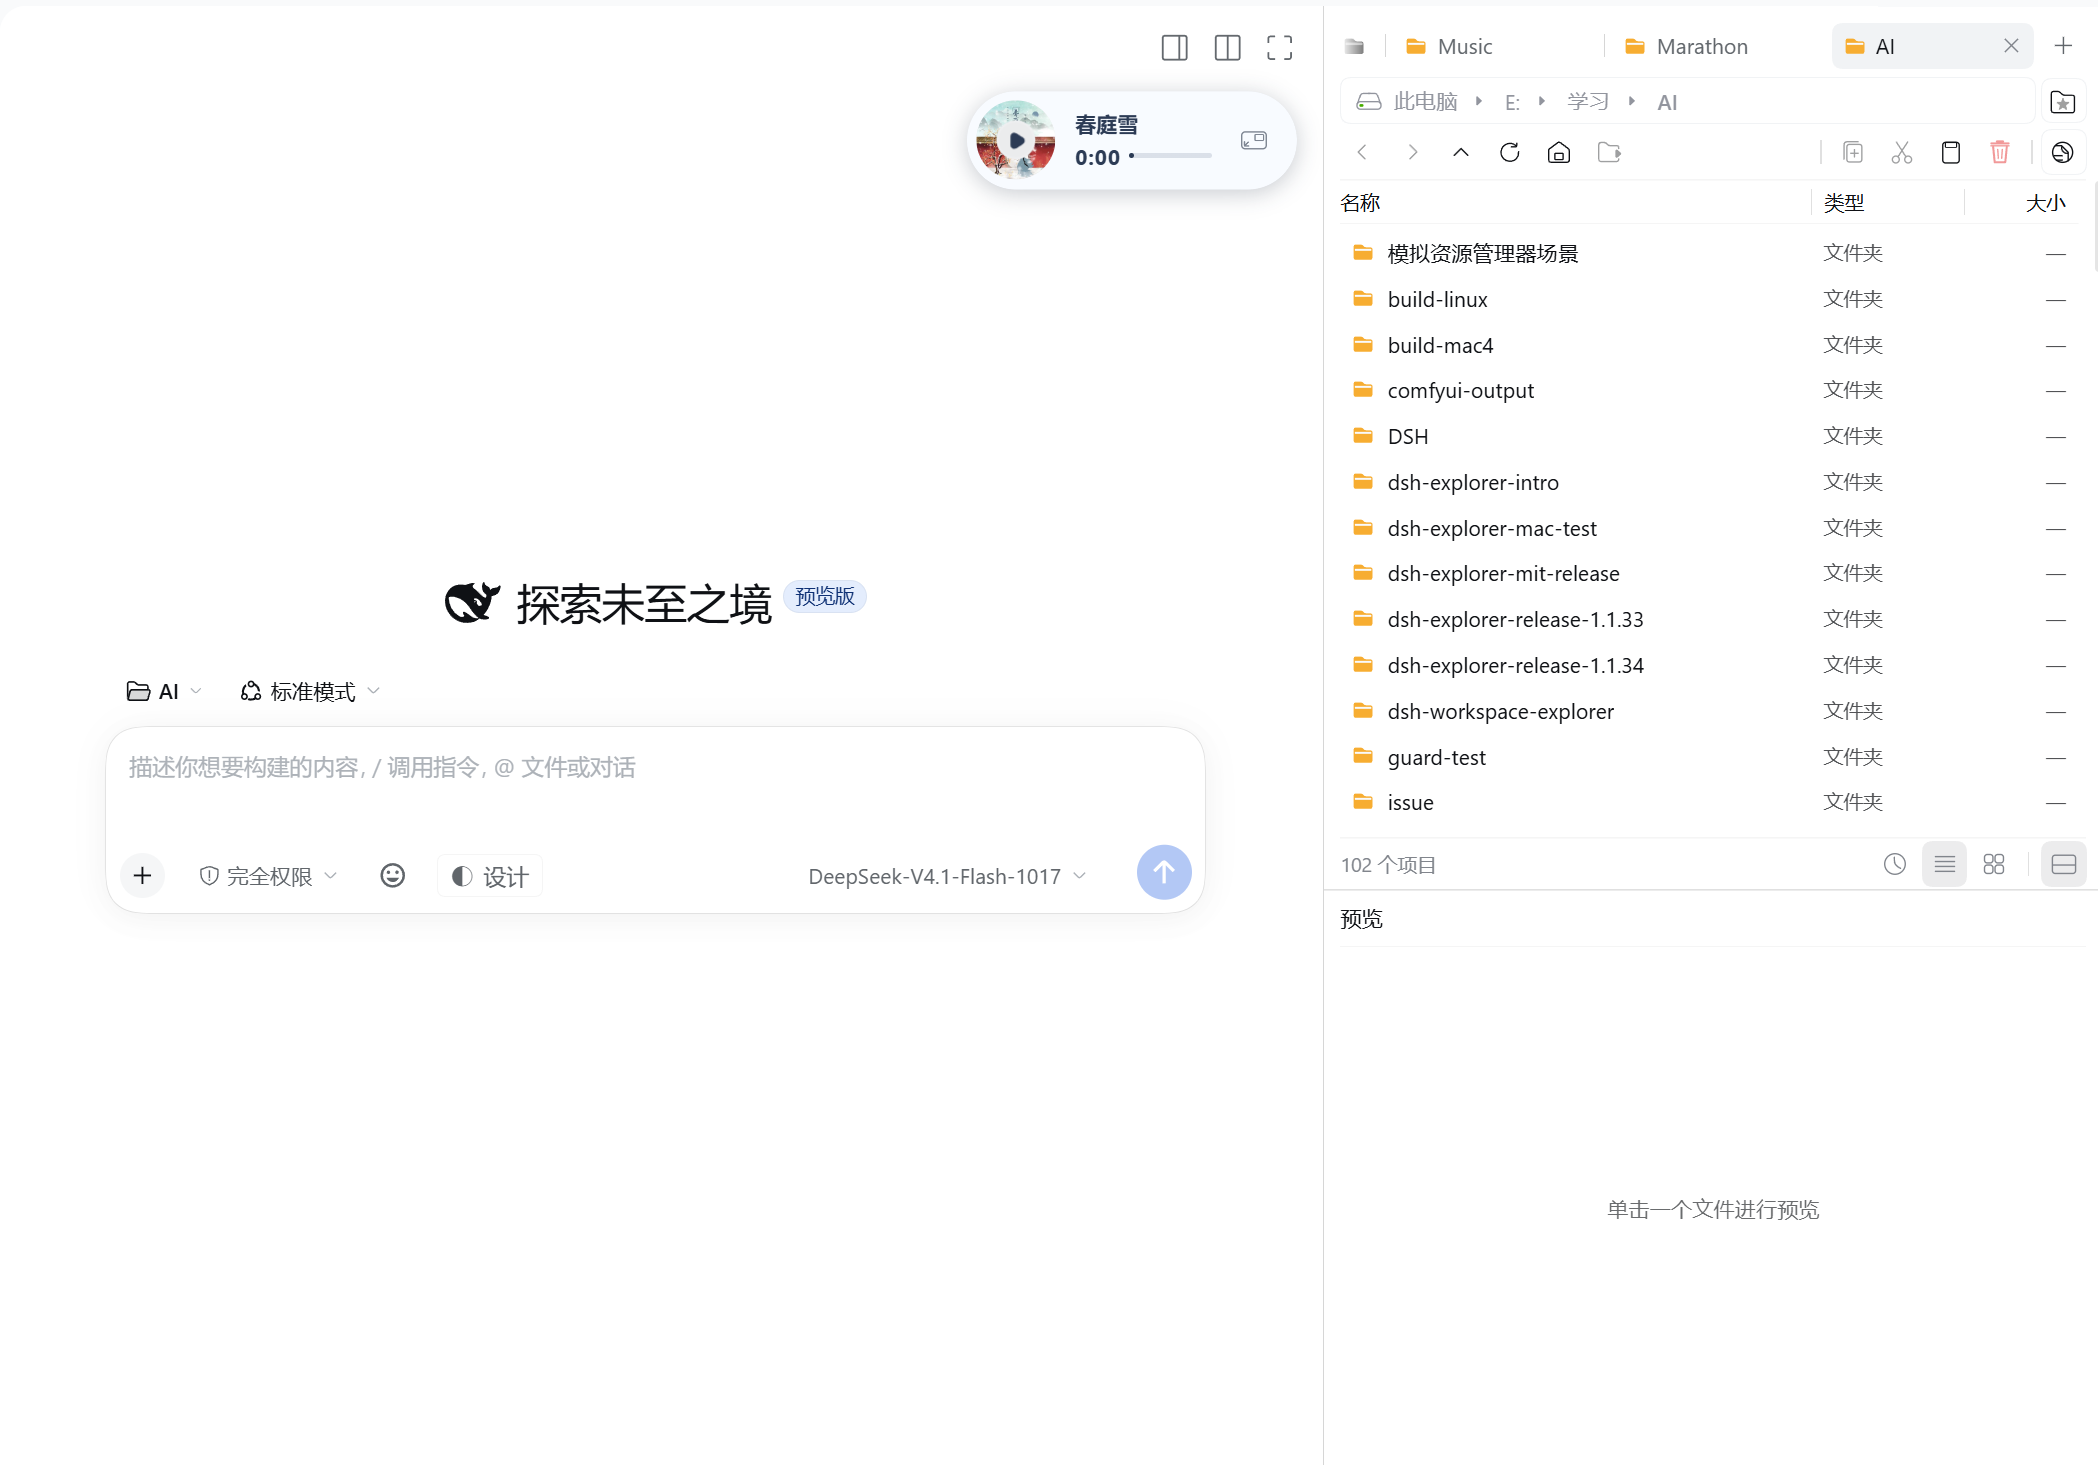 Music
Marathon
AI
此电脑 E: 学习 AI
春庭雪
0:00
名称 类型 大小
模拟资源管理器场景 文件夹 —
build-linux 文件夹 —
build-mac4 文件夹 —
comfyui-output 文件夹 —
DSH 文件夹 —
dsh-explorer-intro 文件夹 —
dsh-explorer-mac-test 文件夹 —
dsh-explorer-mit-release 文件夹 —
dsh-explorer-release-1.1.33 文件夹 —
dsh-explorer-release-1.1.34 文件夹 —
dsh-workspace-explorer 文件夹 —
guard-test 文件夹 —
issue 文件夹 —
102 个项目
预览
单击一个文件进行预览
探索未至之境 预览版
AI 标准模式
描述你想要构建的内容, / 调用指令, @ 文件或对话
完全权限 设计 DeepSeek-V4.1-Flash-1017